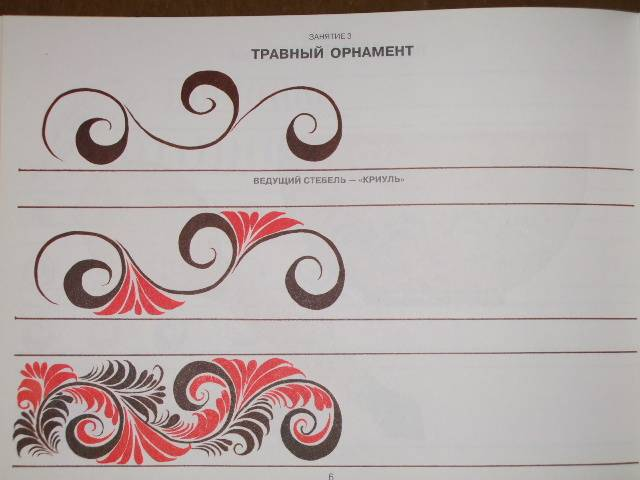 ЗАНЯТИЕ 3
ТРАВНЫЙ ОРНАМЕНТ
ВЕДУЩИЙ СТЕБЕЛЬ — «КРИУЛЬ»
6